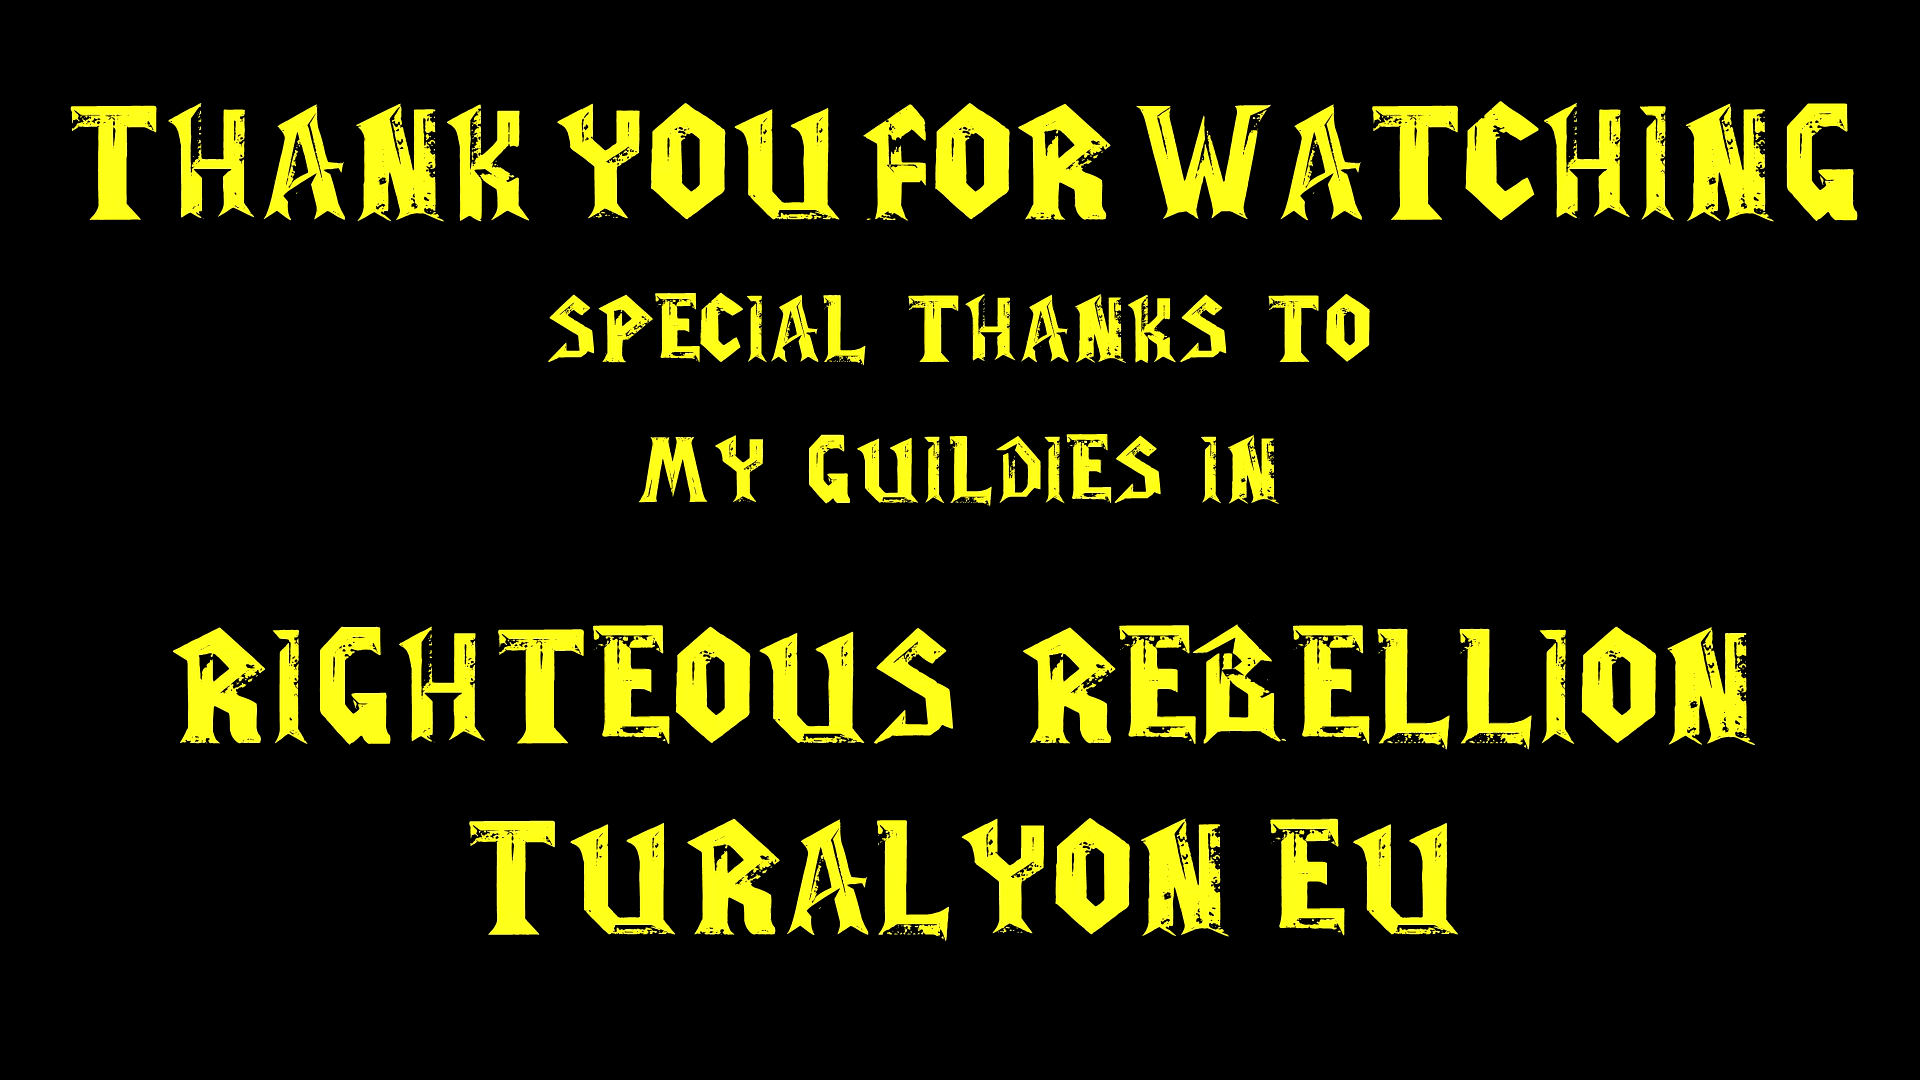 THANK YOU FOR WATCHING
SPECIAL THANKS TO
MY GUILDIES IN
RIGHTEOUS REBELLION
TURALYON EU